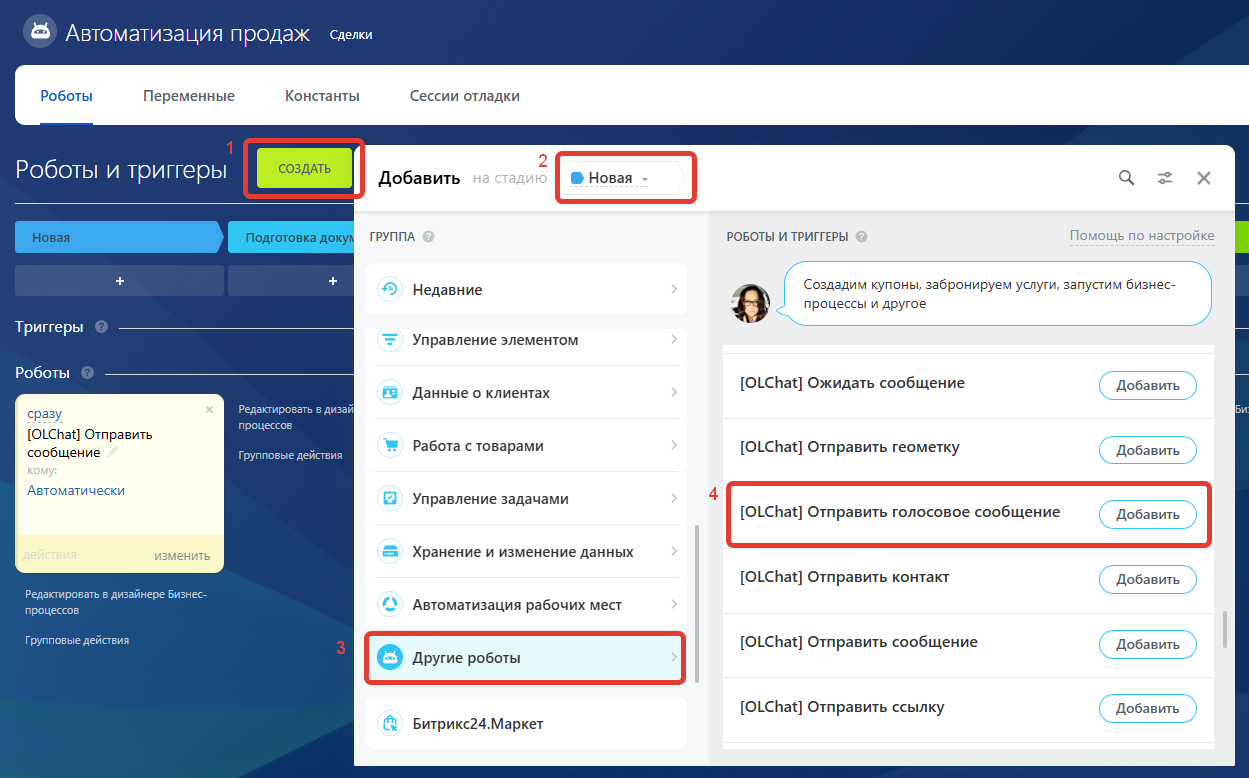 Автоматизация продаж Сделки
Роботы Переменные Константы Сессии отладки
1
Роботы и триггеры
СОЗДАТЬ
Новая
Подготовка докум
+
+
Триггеры ?
Роботы ?
сразу
[OLChat] Отправить
сообщение
кому:
Автоматически
действия изменить
Редактировать в дизайнере Бизнес-
процессов
Групповые действия
Редактировать в дизай
процессов
Групповые действия
Добавить на стадию
2
Новая
ГРУППА ?
Недавние
Управление элементом
Данные о клиентах
Работа с товарами
Управление задачами
Хранение и изменение данных
Автоматизация рабочих мест
3
Другие роботы
Битрикс24.Маркет
РОБОТЫ И ТРИГГЕРЫ ?
Помощь по настройке
Создадим купоны, забронируем услуги, запустим бизнес-
процессы и другое
[OLChat] Ожидать сообщение Добавить
[OLChat] Отправить геометку Добавить
4
[OLChat] Отправить голосовое сообщение Добавить
[OLChat] Отправить контакт Добавить
[OLChat] Отправить сообщение Добавить
[OLChat] Отправить ссылку Добавить
Биз